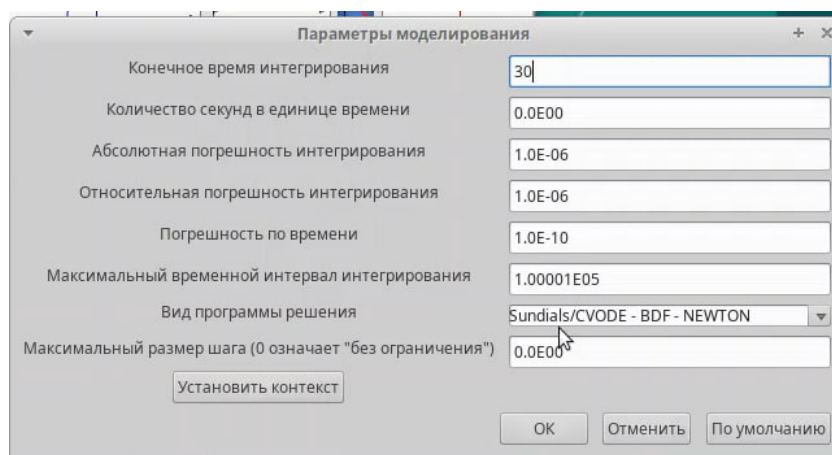 Параметры моделирования
Конечное время интегрирования 30
Количество секунд в единице времени 0.0E00
Абсолютная погрешность интегрирования 1.0E-06
Относительная погрешность интегрирования 1.0E-06
Погрешность по времени 1.0E-10
Максимальный временной интервал интегрирования 1.00001E05
Вид программы решения Sundials/CVODE - BDF - NEWTON
Максимальный размер шага (0 означает "без ограничения") 0.0E00
Установить контекст
ОК Отменить По умолчанию